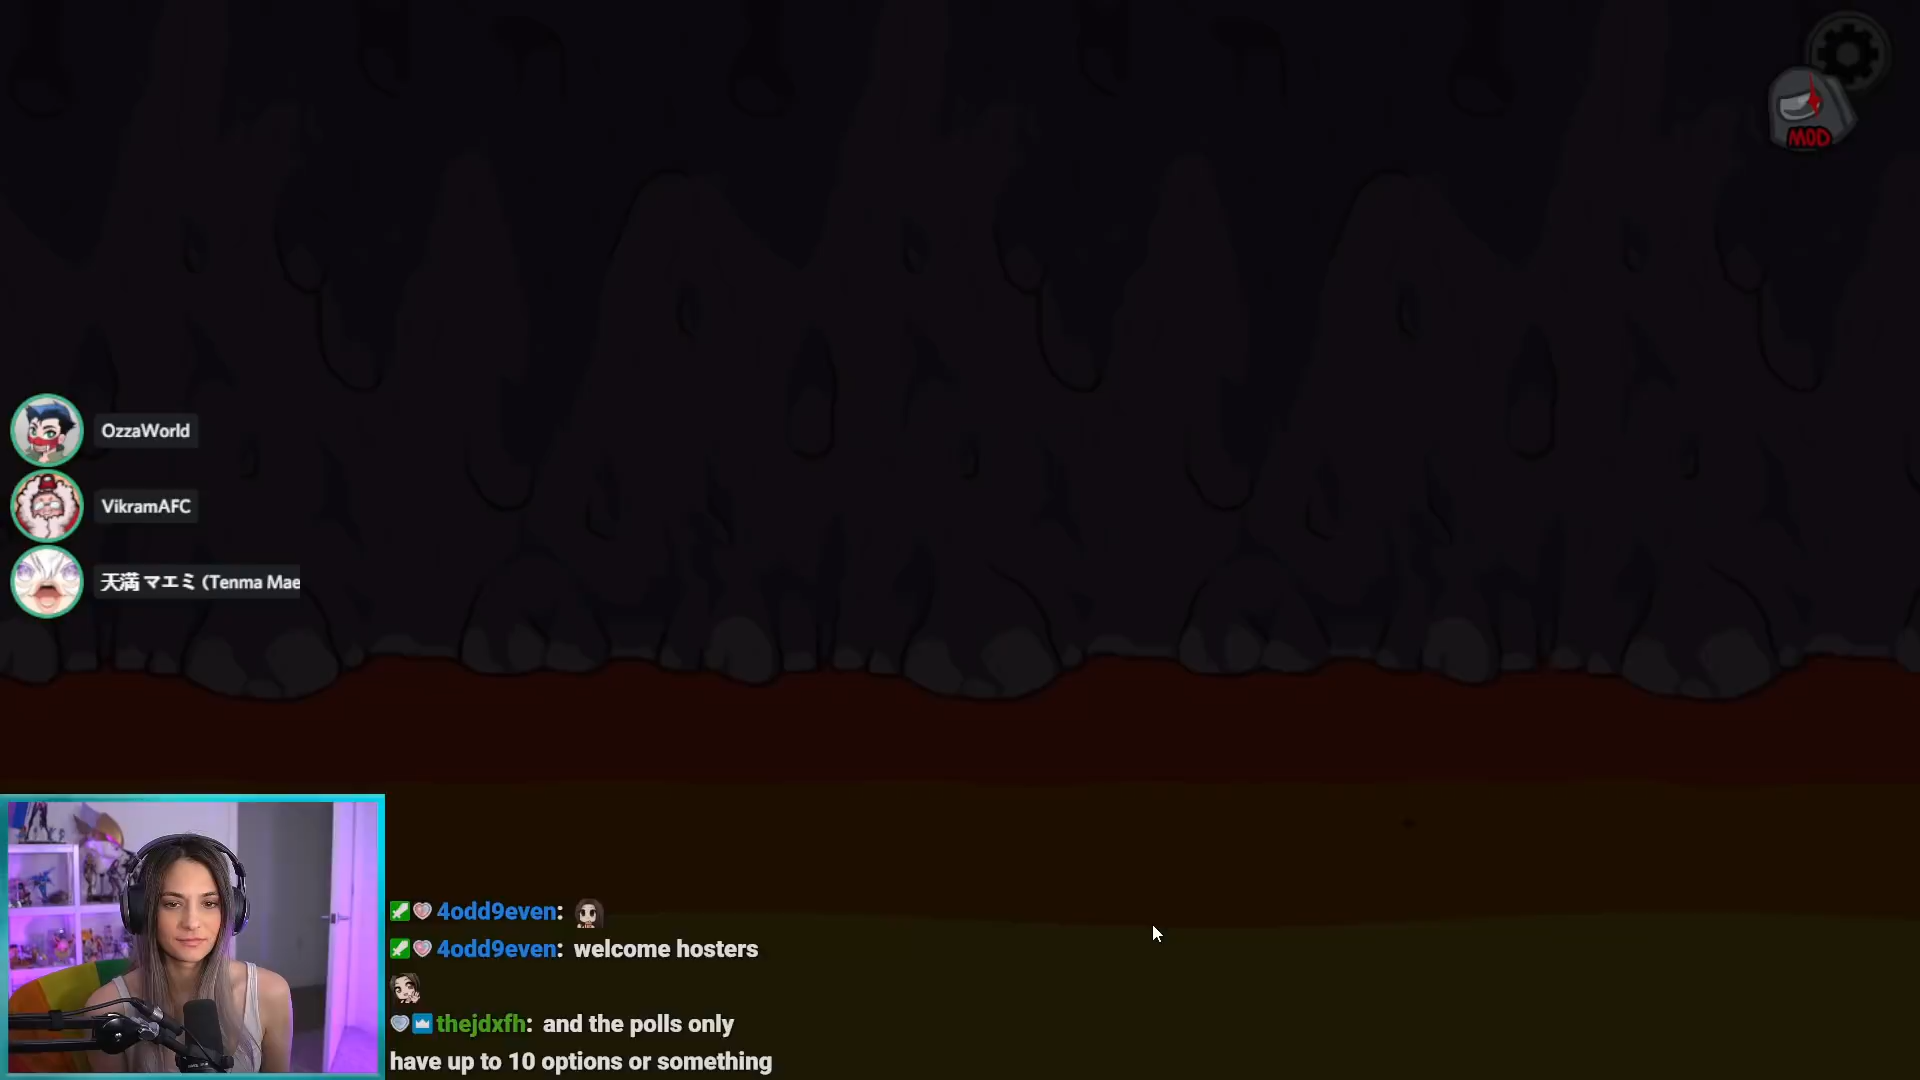 MOD
OzzaWorld
VikramAFC
天満 マエミ (Tenma Mae
4odd9even:
4odd9even: welcome hosters
thejdxfh: and the polls only
have up to 10 options or something